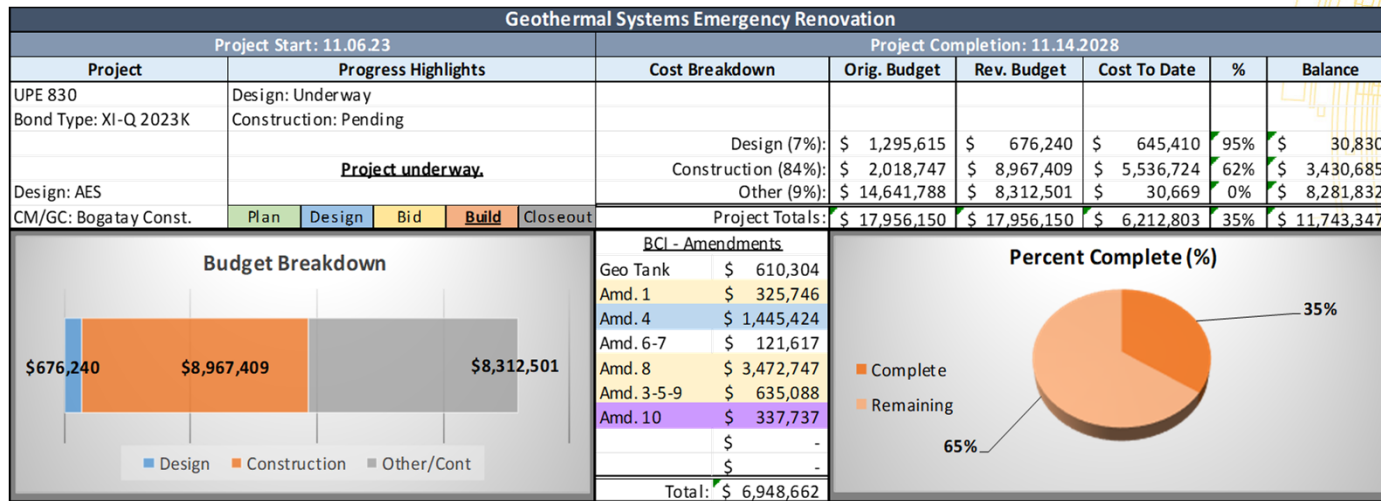 Geothermal Systems Emergency Renovation
Project Start: 11.06.23 Project Completion: 11.14.2028
Project Progress Highlights Cost Breakdown Orig. Budget Rev. Budget Cost To Date % Balance
UPE 830 Design: Underway
Bond Type: XI-Q 2023K Construction: Pending
Design (7%): $ 1,295,615 $ 676,240 $ 645,410 95% $ 30,830
Project underway. Construction (84%): $ 2,018,747 $ 8,967,409 $ 5,536,724 62% $ 3,430,685
Design: AES Other (9%): $ 14,641,788 $ 8,312,501 $ 30,669 0% $ 8,281,832
CM/GC: Bogatay Const. Plan Design Bid Build Closeout Project Totals: $ 17,956,150 $ 17,956,150 $ 6,212,803 35% $ 11,743,347
Budget Breakdown
$676,240 $8,967,409 $8,312,501
Design Construction Other/Cont
BCI - Amendments
Geo Tank $ 610,304
Amd. 1 $ 325,746
Amd. 4 $ 1,445,424
Amd. 6-7 $ 121,617
Amd. 8 $ 3,472,747
Amd. 3-5-9 $ 635,088
Amd. 10 $ 337,737
$ -
$ -
Total: $ 6,948,662
Percent Complete (%)
35%
Complete
Remaining
65%